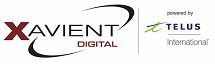 XAVIENT
DIGITAL
powered by
TELUS
International